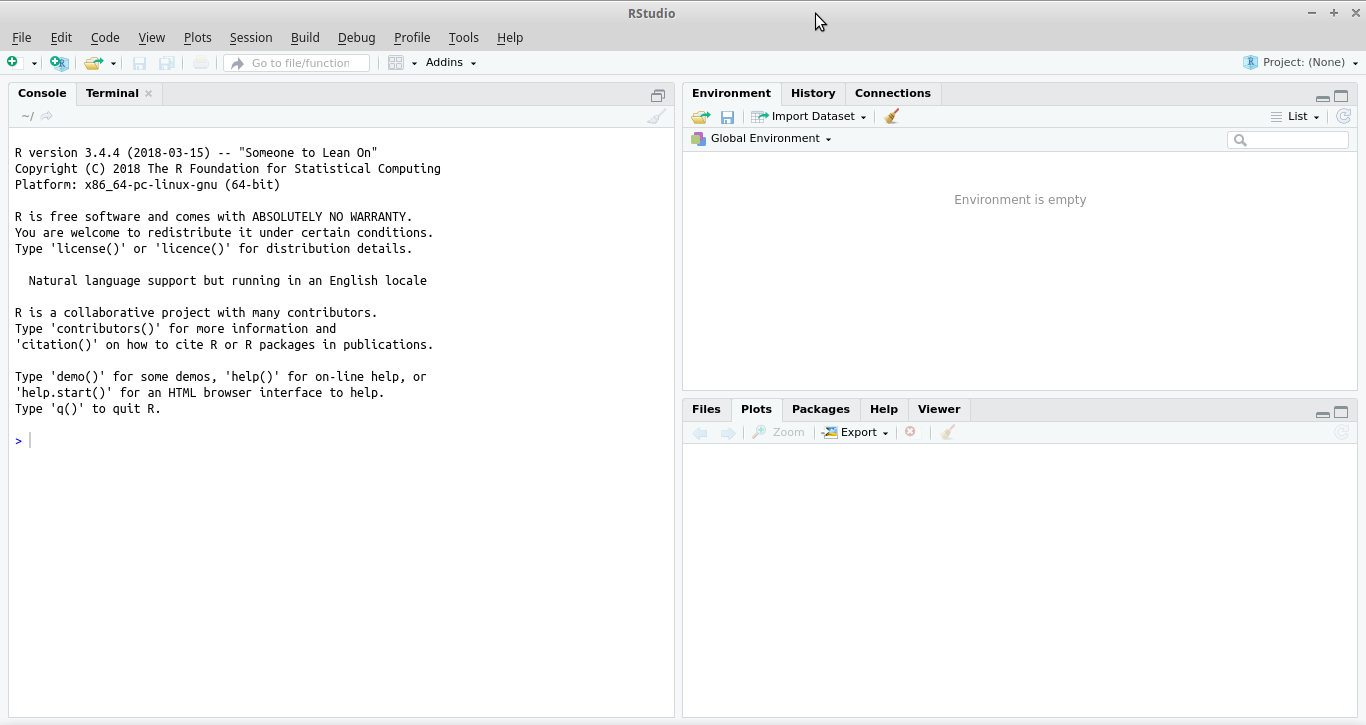 RStudio
File Edit Code View Plots Session Build Debug Profile Tools Help
Go to file/function Addins Project: (None)
Console Terminal
~/
R version 3.4.4 (2018-03-15) -- "Someone to Lean On"
Copyright (C) 2018 The R Foundation for Statistical Computing
Platform: x86_64-pc-linux-gnu (64-bit)
R is free software and comes with ABSOLUTELY NO WARRANTY.
You are welcome to redistribute it under certain conditions.
Type 'license()' or 'licence()' for distribution details.
Natural language support but running in an English locale
R is a collaborative project with many contributors.
Type 'contributors()' for more information and
'citation()' on how to cite R or R packages in publications.
Type 'demo()' for some demos, 'help()' for on-line help, or
'help.start()' for an HTML browser interface to help.
Type 'q()' to quit R.
>
Environment History Connections
Import Dataset List
Global Environment
Environment is empty
Files Plots Packages Help Viewer
Zoom Export